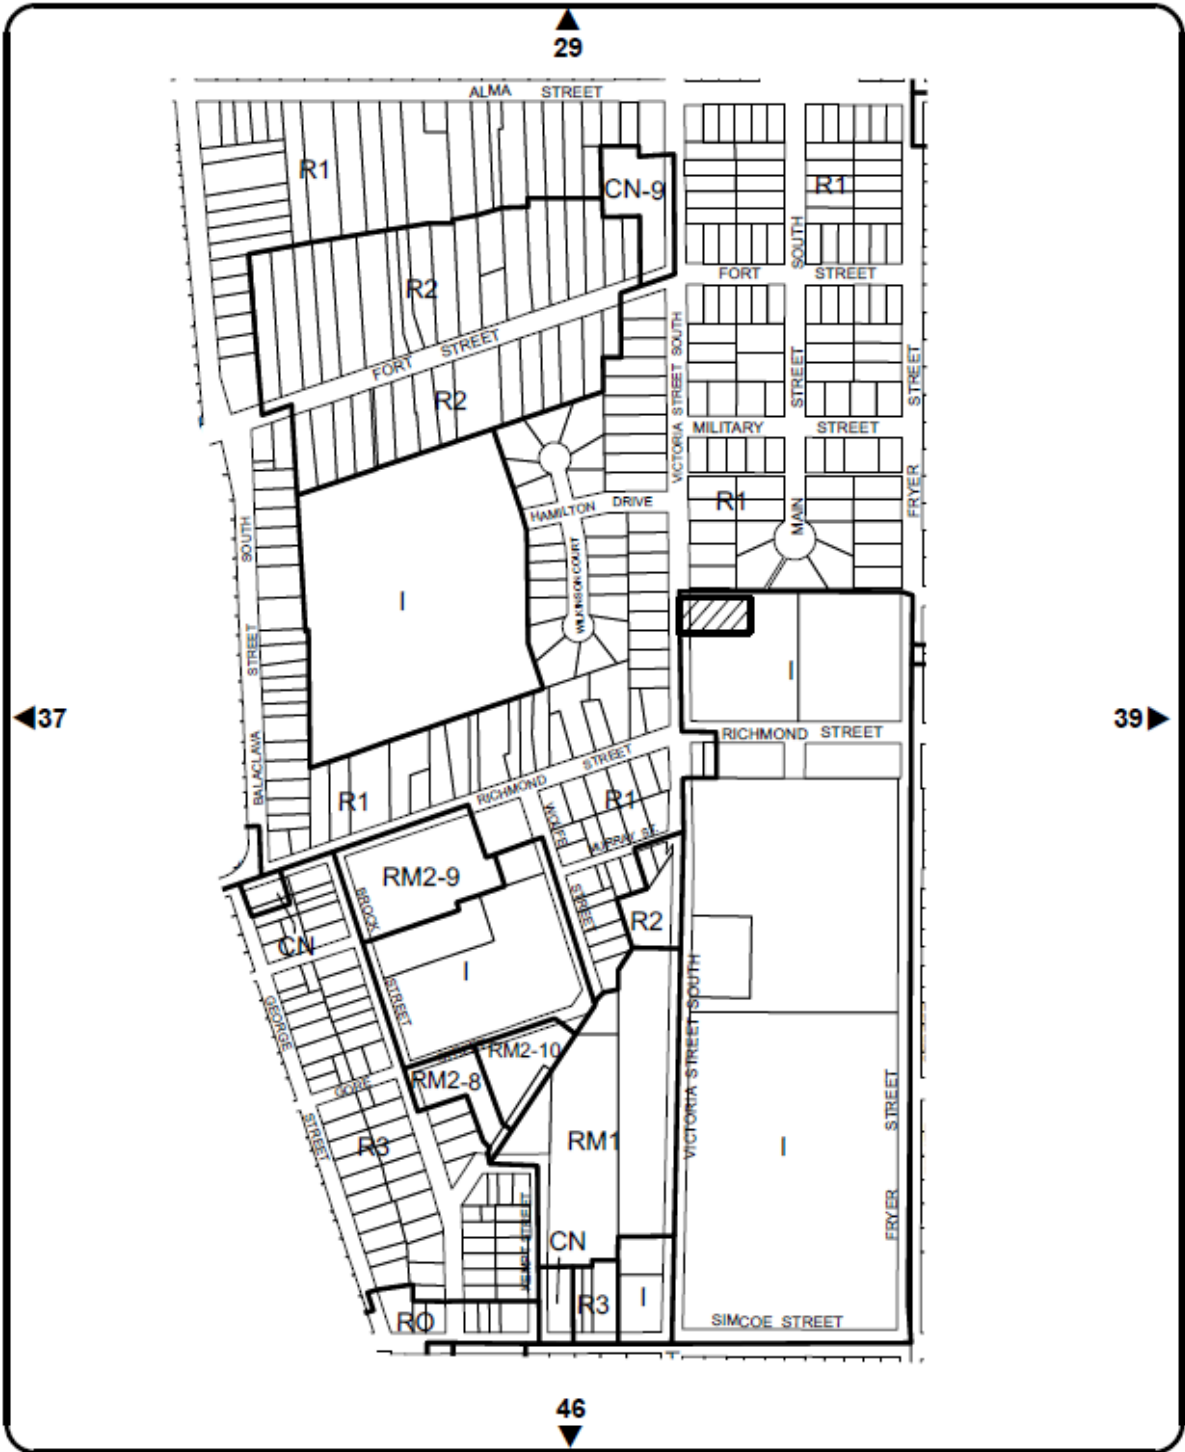 29
ALMA STREET
R1
CN-9
R1
SOUTH
FORT STREET
R2
FORT STREET
R2
VICTORIA STREET SOUTH
STREET
STREET
MILITARY STREET
R1
MAIN
FRYER
HAMILTON DRIVE
WILKINSON COURT
SOUTH
STREET
BALACLAVA
I
I
37
39
RICHMOND STREET
RICHMOND STREET
R1
R1
WOLFE
STREET
MURRAY ST.
RM2-9
BROCK
STREET
R2
CN
I
GEORGE
STREET
GORE
RM2-10
RM2-8
VICTORIA STREET SOUTH
STREET
FRYER
R3
RM1
I
KEMPT STREET
CN
R3
I
RO
SIMCOE STREET
46